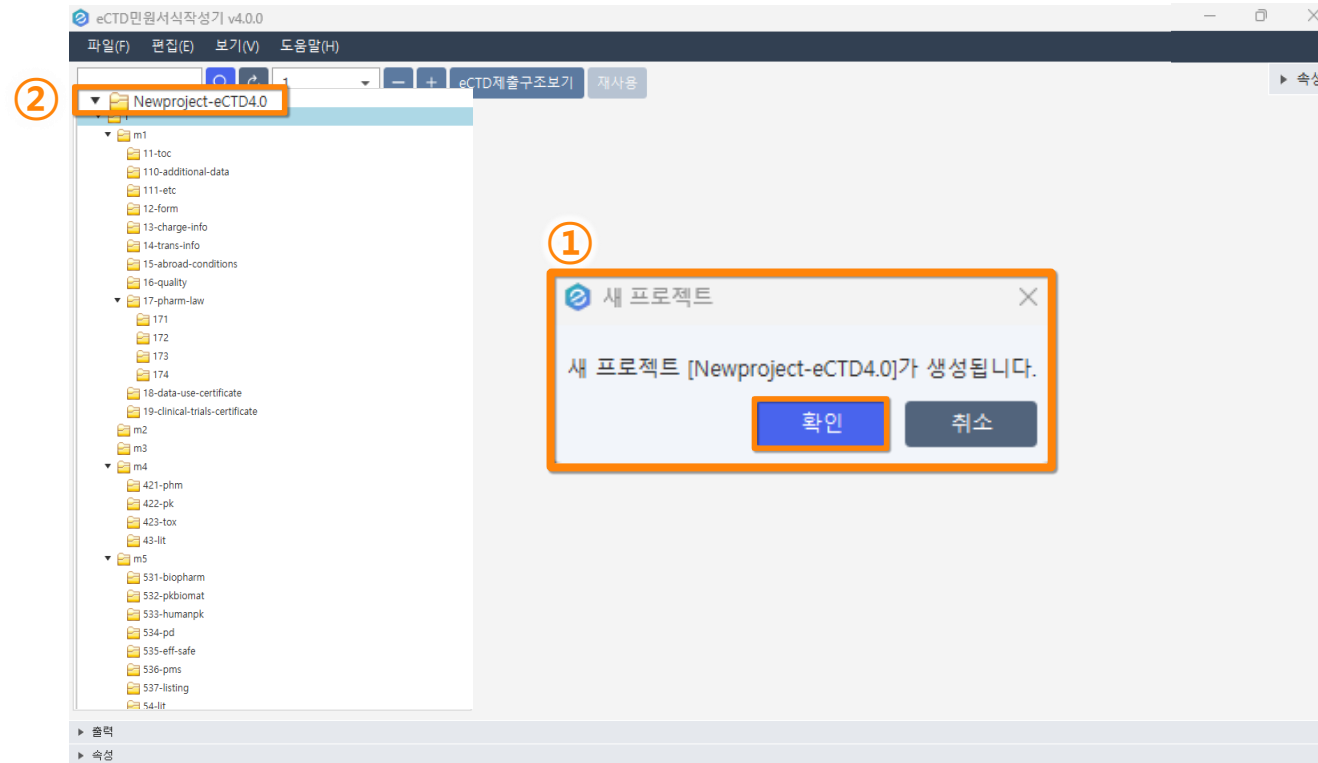 eCTD민원서식작성기 v4.0.0
파일(F) 편집(E) 보기(V) 도움말(H)
1 eCTD제출구조보기 재사용
속성
②
Newproject-eCTD4.0
m1
11-toc
110-additional-data
111-etc
12-form
13-charge-info
14-trans-info
15-abroad-conditions
16-quality
17-pharm-law
171
172
173
174
18-data-use-certificate
19-clinical-trials-certificate
m2
m3
m4
421-phm
422-pk
423-tox
43-lit
m5
531-biopharm
532-pkbiomat
533-humanpk
534-pd
535-eff-safe
536-pms
537-listing
54-lit
①
새 프로젝트
새 프로젝트 [Newproject-eCTD4.0]가 생성됩니다.
확인 취소
출력
속성